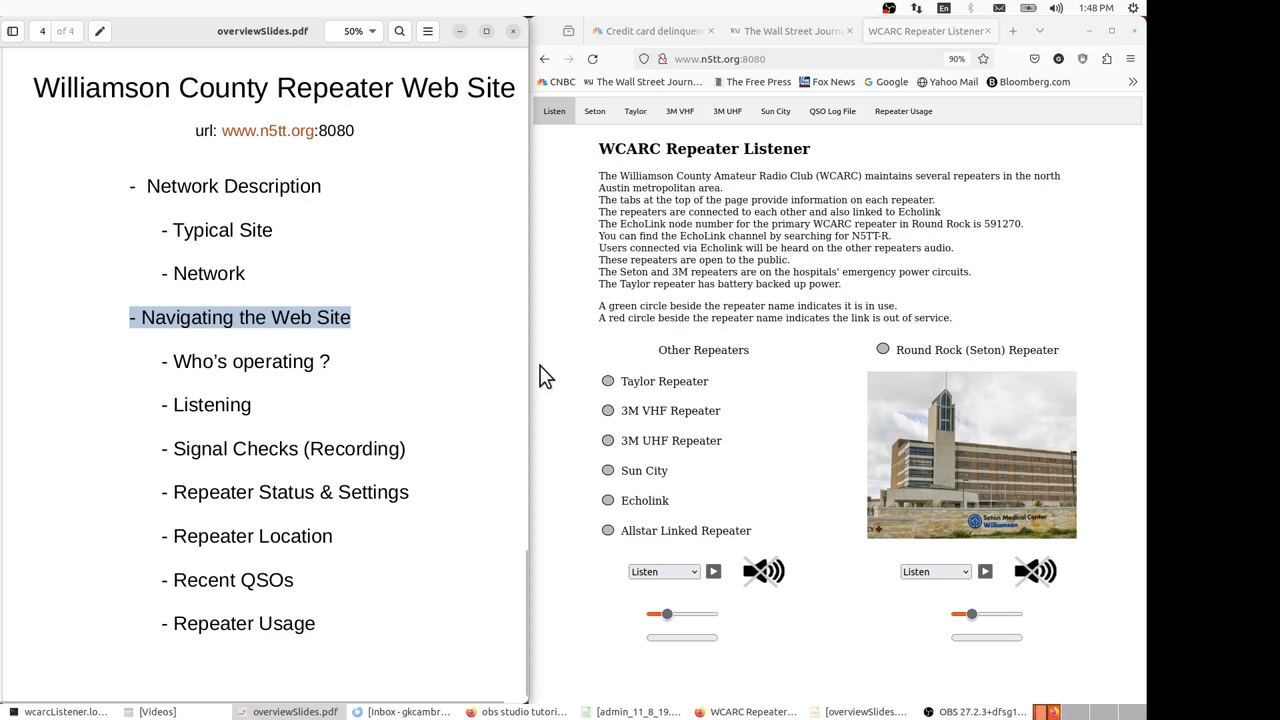 En
1:48 PM
4
of 4
overviewSlides.pdf
50%
Williamson County Repeater Web Site
url: www.n5tt.org:8080
- Network Description
- Typical Site
- Network
- Navigating the Web Site
- Who's operating ?
- Listening
- Signal Checks (Recording)
- Repeater Status & Settings
- Repeater Location
- Recent QSOs
- Repeater Usage
Credit card delinquen
The Wall Street Journa
WCARC Repeater Listener
www.n5tt.org:8080
90%
CNBC
The Wall Street Journ...
The Free Press
Fox News
Google
Yahoo Mail
Bloomberg.com
Listen
Seton
Taylor
3M VHF
3M UHF
Sun City
QSO Log File
Repeater Usage
WCARC Repeater Listener
The Williamson County Amateur Radio Club (WCARC) maintains several repeaters in the north
Austin metropolitan area.
The tabs at the top of the page provide information on each repeater.
The repeaters are connected to each other and also linked to Echolink
The EchoLink node number for the primary WCARC repeater in Round Rock is 591270.
You can find the EchoLink channel by searching for N5TT-R.
Users connected via Echolink will be heard on the other repeaters audio.
These repeaters are open to the public.
The Seton and 3M repeaters are on the hospitals' emergency power circuits.
The Taylor repeater has battery backed up power.
A green circle beside the repeater name indicates it is in use.
A red circle beside the repeater name indicates the link is out of service.
Other Repeaters
Taylor Repeater
3M VHF Repeater
3M UHF Repeater
Sun City
Echolink
Allstar Linked Repeater
Listen
Round Rock (Seton) Repeater
Seton Medical Center
Williamson
Listen
wcarcListener.lo...
[Videos]
overviewSlides.pdf
[Inbox - gkcambr...
obs studio tutori...
[admin_11_8_19....
WCARC Repeater...
[overviewSlides....
OBS 27.2.3+dfsg1...